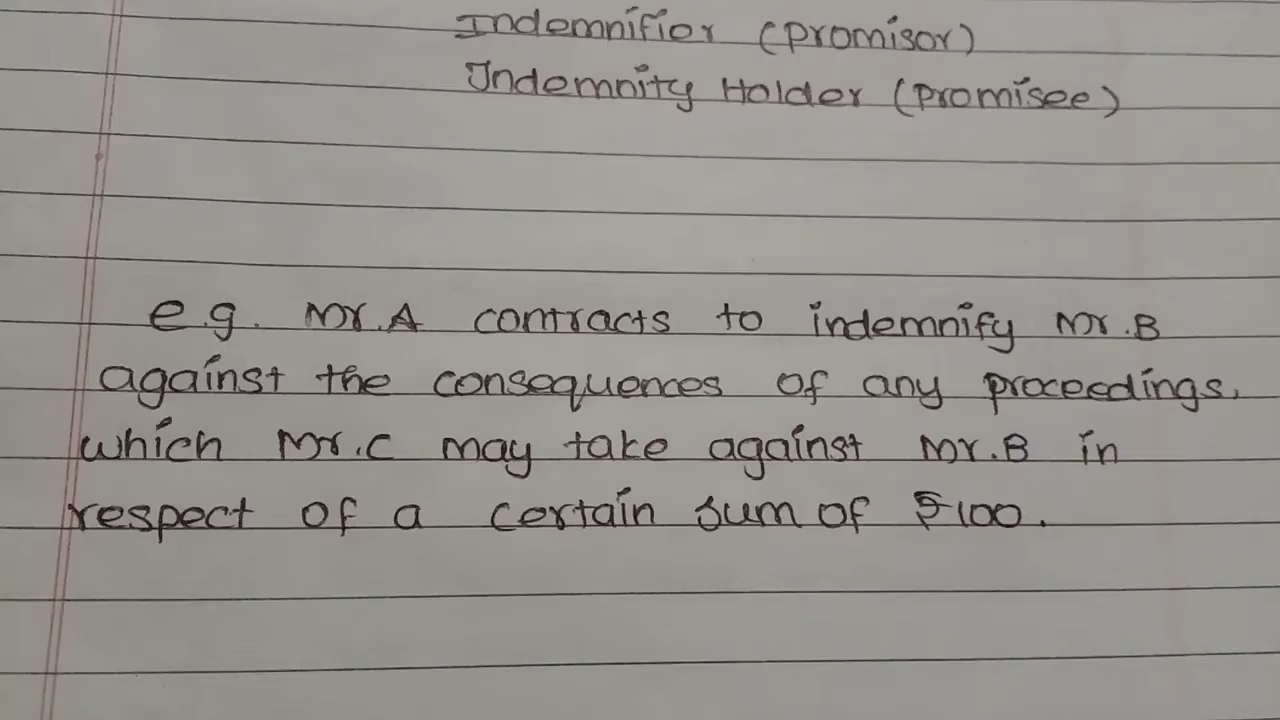 Indemnifier (Promisor)
Indemnity Holder (Promisee)
e.g. Mr.A contracts to indemnify Mr.B
against the consequences of any proceedings,
which Mr.C may take against Mr.B in
respect of a certain sum of ₹100.